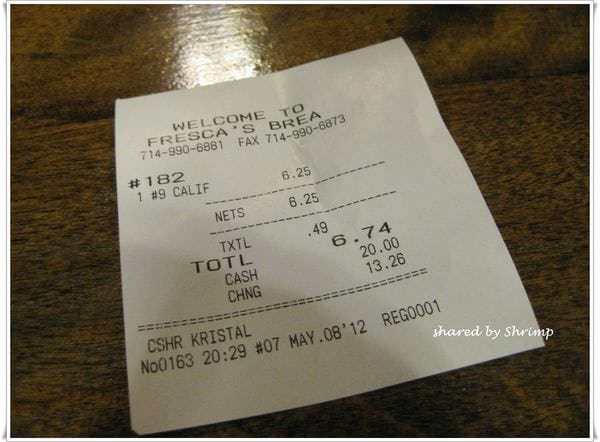 WELCOME TO
FRESCA'S BREA
714-990-6881 FAX 714-990-6873
#182
1 #9 CALIF 6.25
NETS 6.25
TXTL .49
TOTL 6.74
CASH 20.00
CHNG 13.26
CSHR KRISTAL
No0163 20:29 #07 MAY.08'12 REG0001
shared by Shrimp